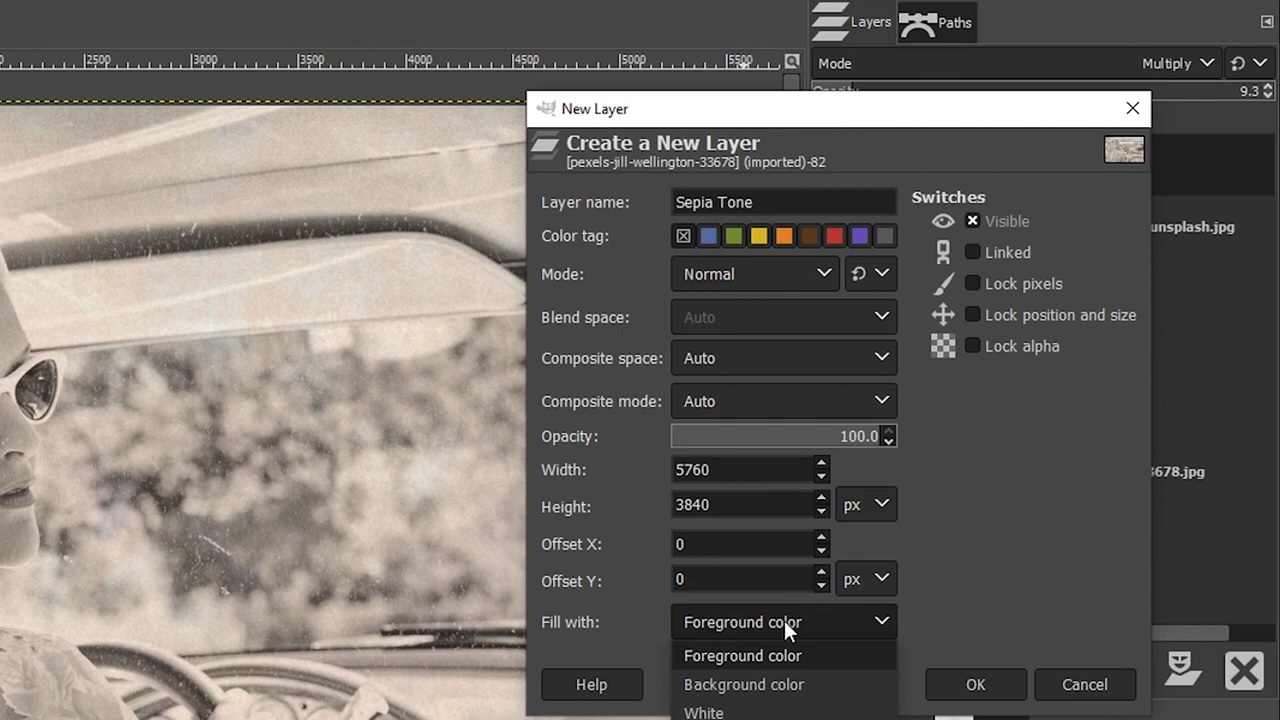 Layers Paths
2500 3000 3500 4000 4500 5000 5500
Mode Multiply
Opacity 9.3
New Layer
Create a New Layer
[pexels-jill-wellington-33678] (imported)-82
Layer name: Sepia Tone
Switches
Color tag:
Visible
Linked
Mode: Normal
Lock pixels
Blend space: Auto
Lock position and size
Lock alpha
Composite space: Auto
Composite mode: Auto
Opacity: 100.0
Width: 5760
Height: 3840 px
Offset X: 0
Offset Y: 0 px
Fill with: Foreground color
Foreground color
Background color
White
Help OK Cancel
unsplash.jpg
3678.jpg